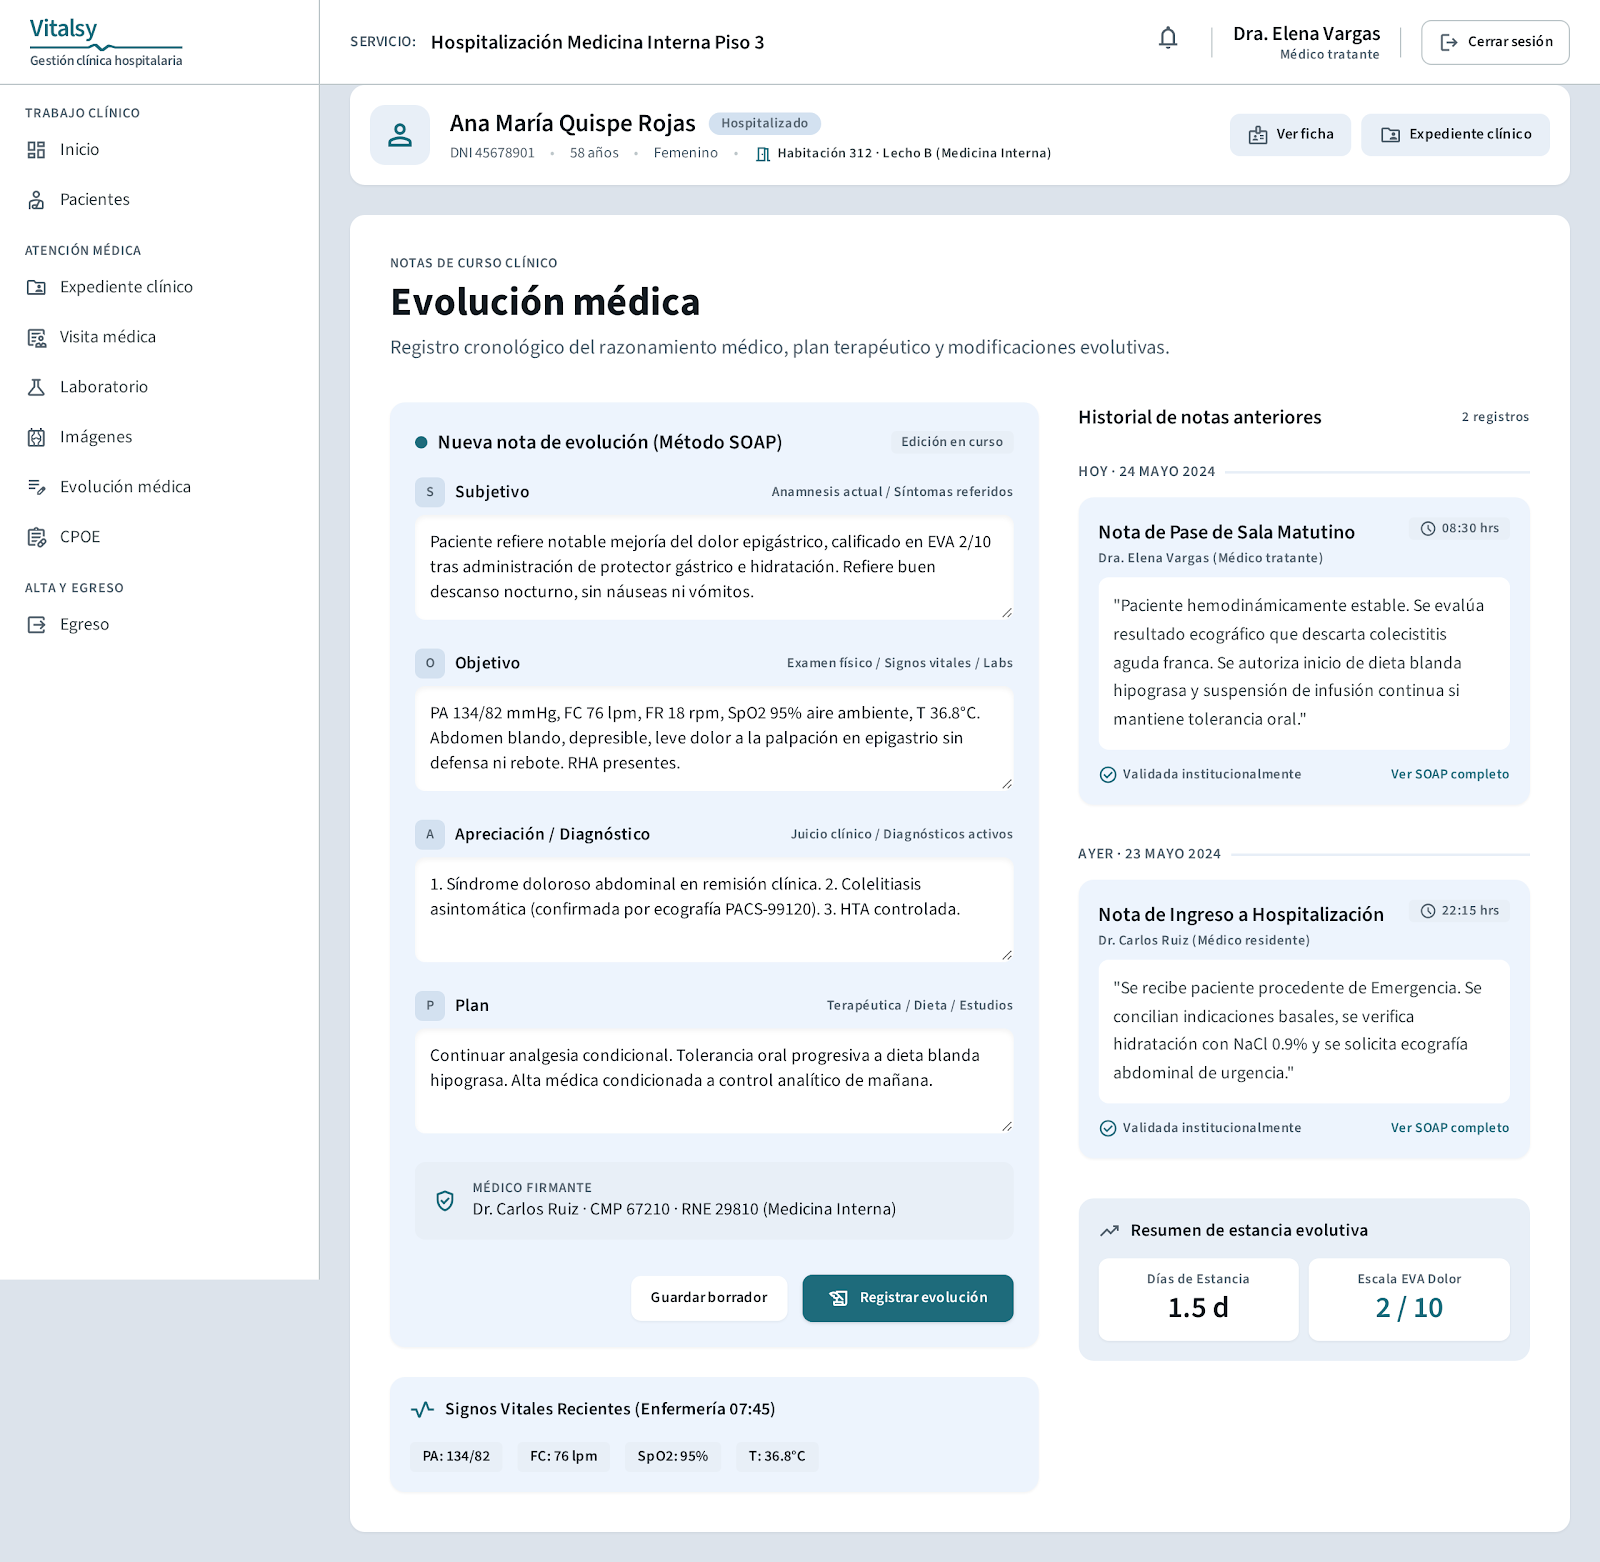 Vitalsy
Gestión clínica hospitalaria
SERVICIO: Hospitalización Medicina Interna Piso 3
Dra. Elena Vargas
Médico tratante
Cerrar sesión
TRABAJO CLÍNICO
Inicio
Pacientes
ATENCIÓN MÉDICA
Expediente clínico
Visita médica
Laboratorio
Imágenes
Evolución médica
CPOE
ALTA Y EGRESO
Egreso
Ana María Quispe Rojas Hospitalizado
DNI 45678901 • 58 años • Femenino • Habitación 312 · Lecho B (Medicina Interna)
Ver ficha
Expediente clínico
NOTAS DE CURSO CLÍNICO
Evolución médica
Registro cronológico del razonamiento médico, plan terapéutico y modificaciones evolutivas.
Nueva nota de evolución (Método SOAP) Edición en curso
S Subjetivo Anamnesis actual / Síntomas referidos
Paciente refiere notable mejoría del dolor epigástrico, calificado en EVA 2/10
tras administración de protector gástrico e hidratación. Refiere buen
descanso nocturno, sin náuseas ni vómitos.
O Objetivo Examen físico / Signos vitales / Labs
PA 134/82 mmHg, FC 76 lpm, FR 18 rpm, SpO2 95% aire ambiente, T 36.8°C.
Abdomen blando, depresible, leve dolor a la palpación en epigastrio sin
defensa ni rebote. RHA presentes.
A Apreciación / Diagnóstico Juicio clínico / Diagnósticos activos
1. Síndrome doloroso abdominal en remisión clínica. 2. Colelitiasis
asintomática (confirmada por ecografía PACS-99120). 3. HTA controlada.
P Plan Terapéutica / Dieta / Estudios
Continuar analgesia condicional. Tolerancia oral progresiva a dieta blanda
hipograsa. Alta médica condicionada a control analítico de mañana.
MÉDICO FIRMANTE
Dr. Carlos Ruiz · CMP 67210 · RNE 29810 (Medicina Interna)
Guardar borrador
Registrar evolución
Signos Vitales Recientes (Enfermería 07:45)
PA: 134/82 FC: 76 lpm SpO2: 95% T: 36.8°C
Historial de notas anteriores 2 registros
HOY · 24 MAYO 2024
Nota de Pase de Sala Matutino 08:30 hrs
Dra. Elena Vargas (Médico tratante)
"Paciente hemodinámicamente estable. Se evalúa
resultado ecográfico que descarta colecistitis
aguda franca. Se autoriza inicio de dieta blanda
hipograsa y suspensión de infusión continua si
mantiene tolerancia oral."
Validada institucionalmente Ver SOAP completo
AYER · 23 MAYO 2024
Nota de Ingreso a Hospitalización 22:15 hrs
Dr. Carlos Ruiz (Médico residente)
"Se recibe paciente procedente de Emergencia. Se
concilian indicaciones basales, se verifica
hidratación con NaCl 0.9% y se solicita ecografía
abdominal de urgencia."
Validada institucionalmente Ver SOAP completo
Resumen de estancia evolutiva
Días de Estancia
1.5 d
Escala EVA Dolor
2 / 10